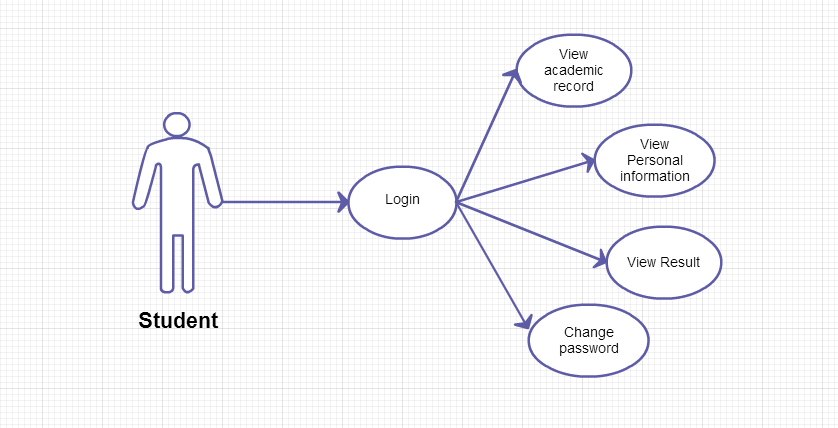 View
academic
record
View
Personal
information
Login
View Result
Student
Change
password